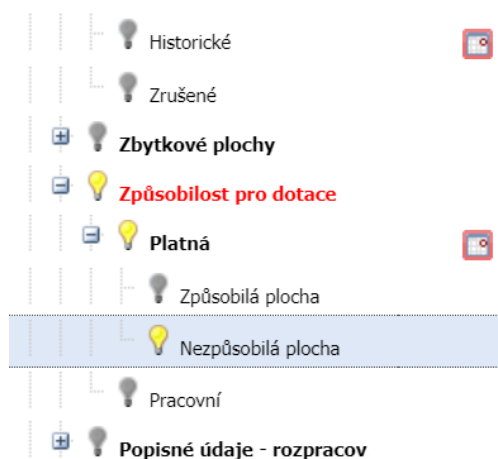 Historické
Zrušené
Zbytkové plochy
Způsobilost pro dotace
Platná
Způsobilá plocha
Nezpůsobilá plocha
Pracovní
Popisné údaje - rozpracov